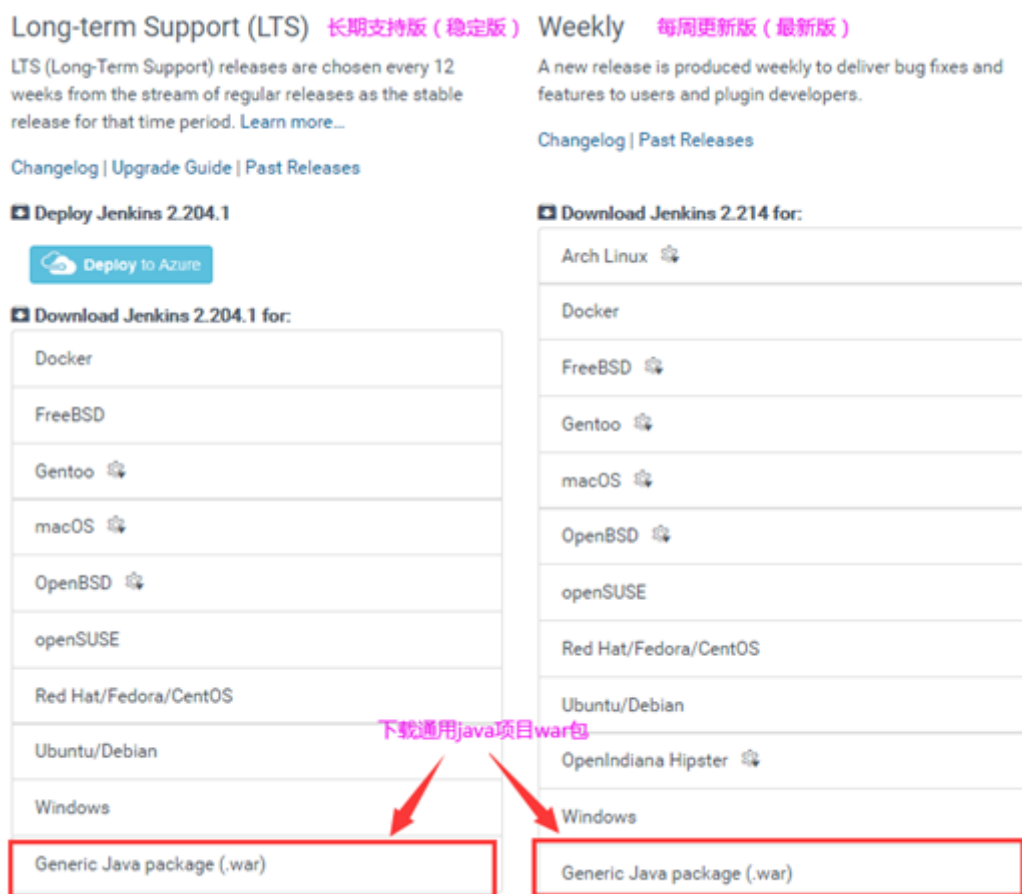 Long-term Support (LTS) 长期支持版（稳定版）
LTS (Long-Term Support) releases are chosen every 12
weeks from the stream of regular releases as the stable
release for that time period. Learn more...
Changelog | Upgrade Guide | Past Releases
Deploy Jenkins 2.204.1
Deploy to Azure
Download Jenkins 2.204.1 for:
Docker
FreeBSD
Gentoo
macOS
OpenBSD
openSUSE
Red Hat/Fedora/CentOS
Ubuntu/Debian
Windows
Generic Java package (.war)
下载通用java项目war包
Weekly 每周更新版（最新版）
A new release is produced weekly to deliver bug fixes and
features to users and plugin developers.
Changelog | Past Releases
Download Jenkins 2.214 for:
Arch Linux
Docker
FreeBSD
Gentoo
macOS
OpenBSD
openSUSE
Red Hat/Fedora/CentOS
Ubuntu/Debian
OpenIndiana Hipster
Windows
Generic Java package (.war)